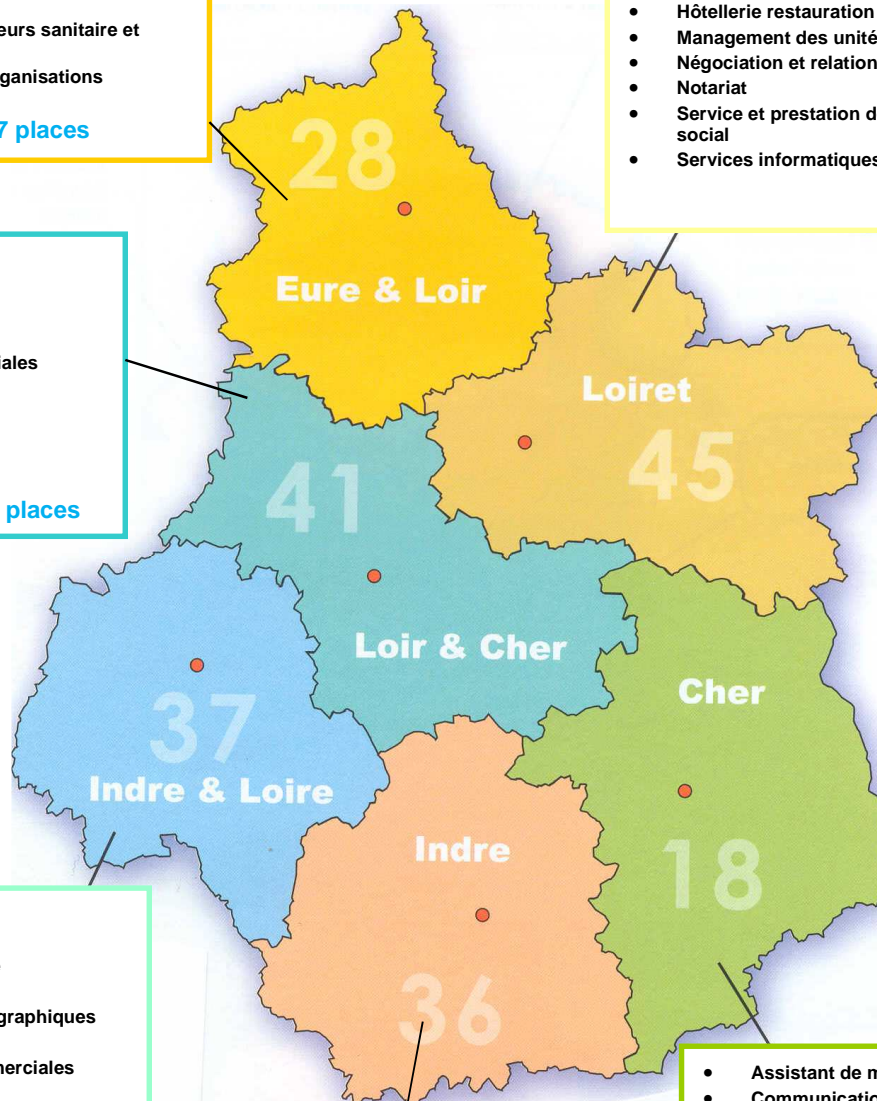 eurs sanitaire et
ganisations
7 places
• Hôtellerie restauration
• Management des unité
• Négociation et relation
• Notariat
• Service et prestation d
social
• Services informatiques
28
Eure & Loir
Loiret
45
iales
places
41
Loir & Cher
37
Indre & Loire
Cher
18
Indre
36
graphiques
merciales
• Assistant de m
• Communicatio